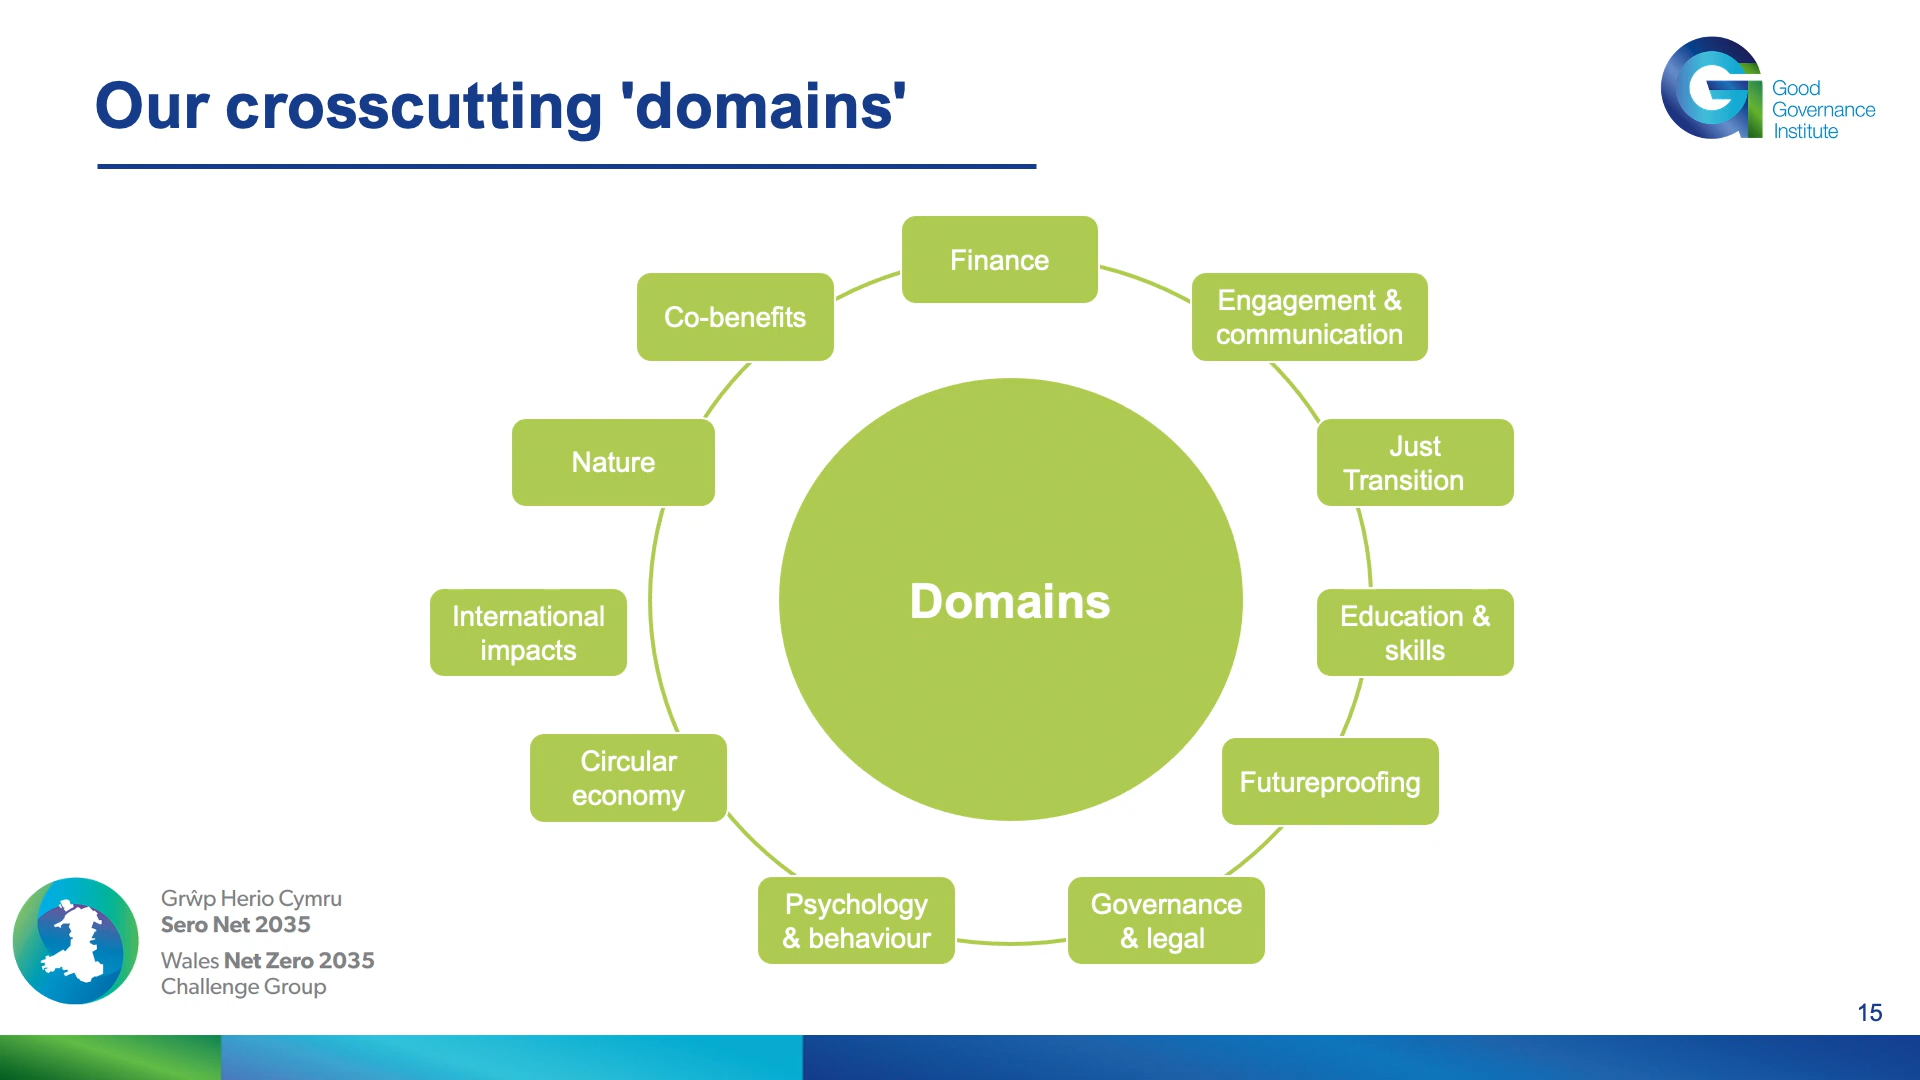 Our crosscutting 'domains'
Good
Governance
Institute
Finance
Co-benefits
Engagement &
communication
Nature
Just
Transition
Domains
International
impacts
Education &
skills
Circular
economy
Futureproofing
Psychology
& behaviour
Governance
& legal
Grŵp Herio Cymru
Sero Net 2035
Wales Net Zero 2035
Challenge Group
15